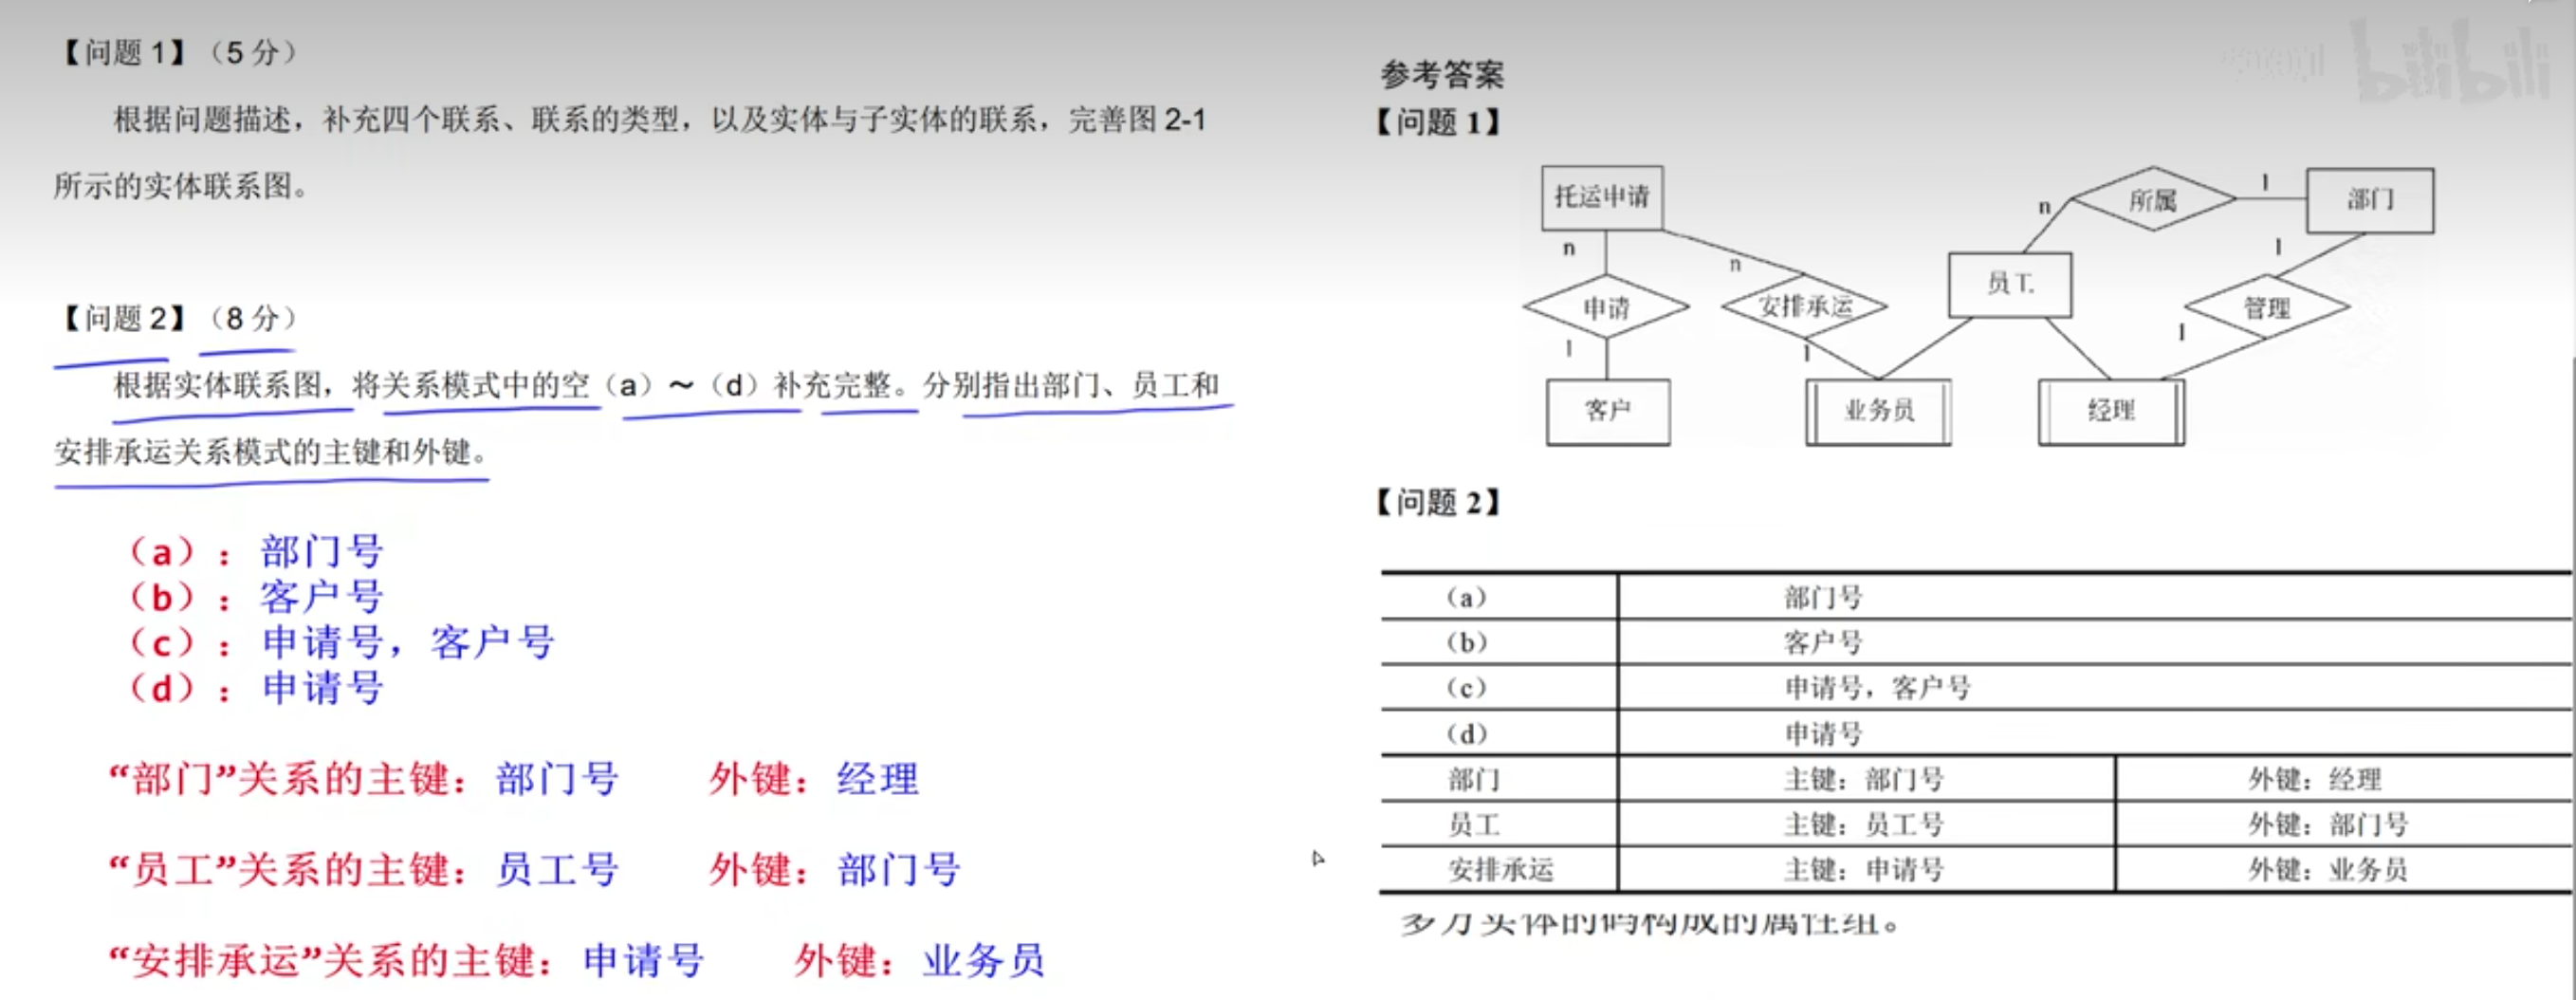 【问题 1】（5 分）
根据问题描述，补充四个联系、联系的类型，以及实体与子实体的联系，完善图 2-1
所示的实体联系图。
【问题 2】（8 分）
根据实体联系图，将关系模式中的空（a）～（d）补充完整。分别指出部门、员工和
安排承运关系模式的主键和外键。
（a）：部门号
（b）：客户号
（c）：申请号，客户号
（d）：申请号
“部门”关系的主键：部门号 外键：经理
“员工”关系的主键：员工号 外键：部门号
“安排承运”关系的主键：申请号 外键：业务员
bilibili
参考答案
【问题 1】
托运申请
所属
1
部门
n
n
n
1
员工
申请
安排承运
管理
1
1
1
客户
业务员
经理
【问题 2】
（a） 部门号
（b） 客户号
（c） 申请号，客户号
（d） 申请号
部门 主键：部门号 外键：经理
员工 主键：员工号 外键：部门号
安排承运 主键：申请号 外键：业务员
多方实体的码构成的属性组。